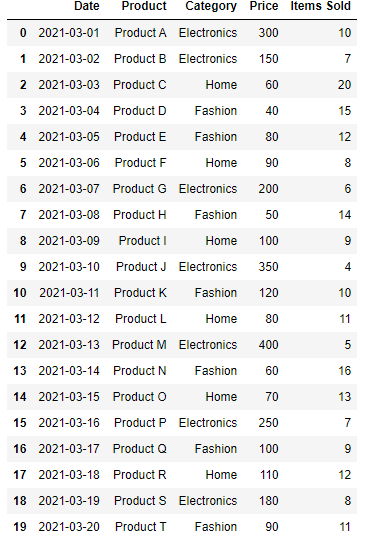 Date Product Category Price Items Sold
0 2021-03-01 Product A Electronics 300 10
1 2021-03-02 Product B Electronics 150 7
2 2021-03-03 Product C Home 60 20
3 2021-03-04 Product D Fashion 40 15
4 2021-03-05 Product E Fashion 80 12
5 2021-03-06 Product F Home 90 8
6 2021-03-07 Product G Electronics 200 6
7 2021-03-08 Product H Fashion 50 14
8 2021-03-09 Product I Home 100 9
9 2021-03-10 Product J Electronics 350 4
10 2021-03-11 Product K Fashion 120 10
11 2021-03-12 Product L Home 80 11
12 2021-03-13 Product M Electronics 400 5
13 2021-03-14 Product N Fashion 60 16
14 2021-03-15 Product O Home 70 13
15 2021-03-16 Product P Electronics 250 7
16 2021-03-17 Product Q Fashion 100 9
17 2021-03-18 Product R Home 110 12
18 2021-03-19 Product S Electronics 180 8
19 2021-03-20 Product T Fashion 90 11